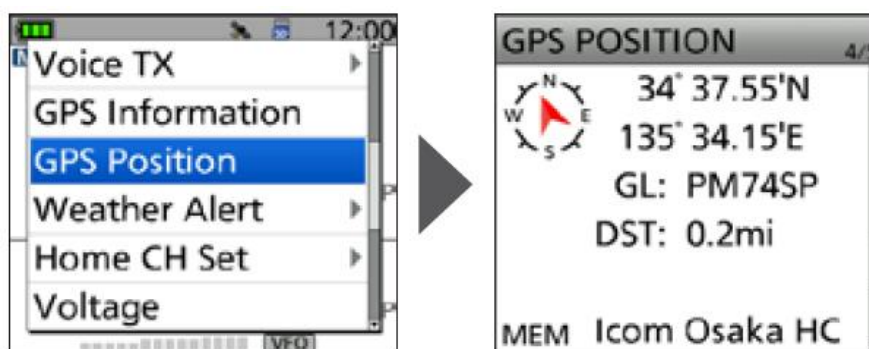 12:00
Voice TX
GPS Information
GPS Position
Weather Alert
Home CH Set
Voltage
VFO
GPS POSITION
N
W E
S
34° 37.55'N
135° 34.15'E
GL: PM74SP
DST: 0.2mi
MEM Icom Osaka HC